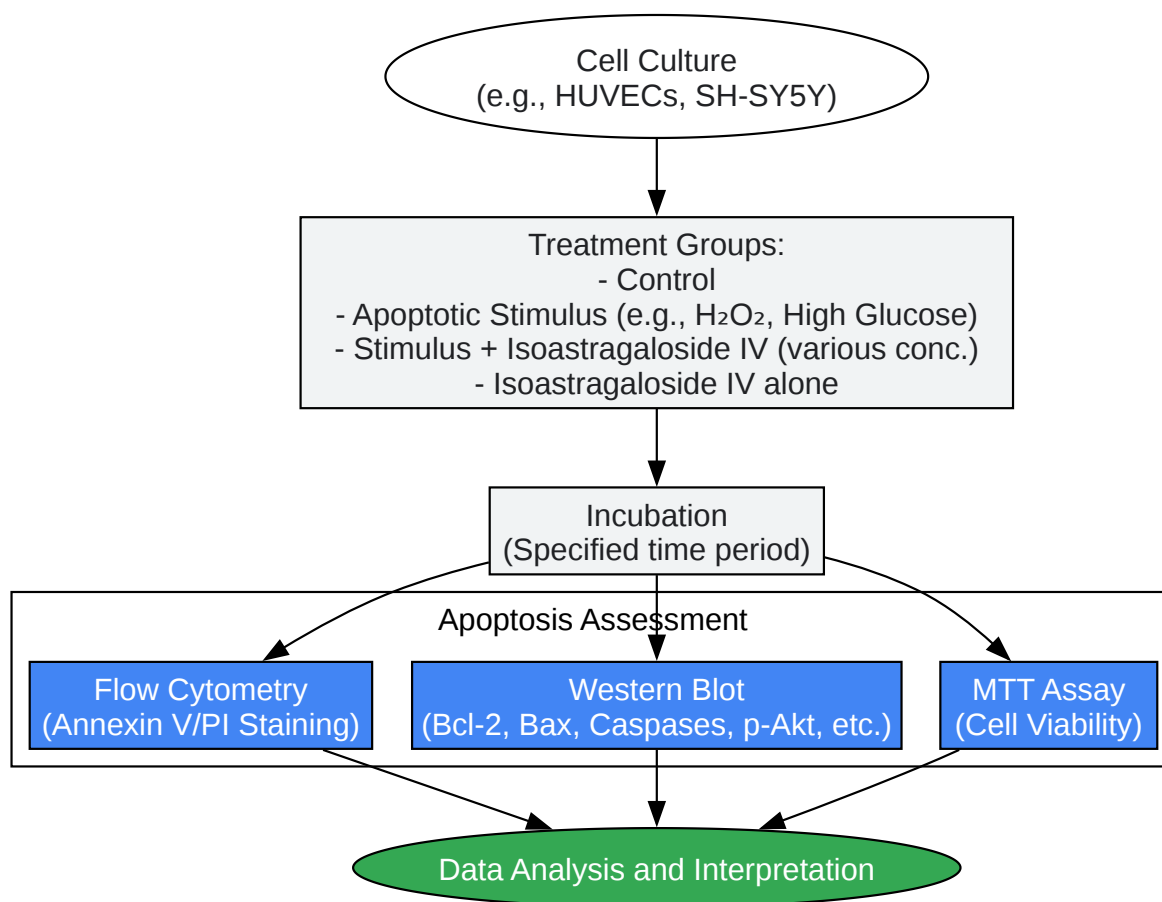 Cell Culture
(e.g., HUVECs, SH-SY5Y)
Treatment Groups:
- Control
- Apoptotic Stimulus (e.g., H₂O₂, High Glucose)
- Stimulus + Isoastragaloside IV (various conc.)
- Isoastragaloside IV alone
Incubation
(Specified time period)
Apoptosis Assessment
Flow Cytometry
(Annexin V/PI Staining)
Western Blot
(Bcl-2, Bax, Caspases, p-Akt, etc.)
MTT Assay
(Cell Viability)
Data Analysis and Interpretation